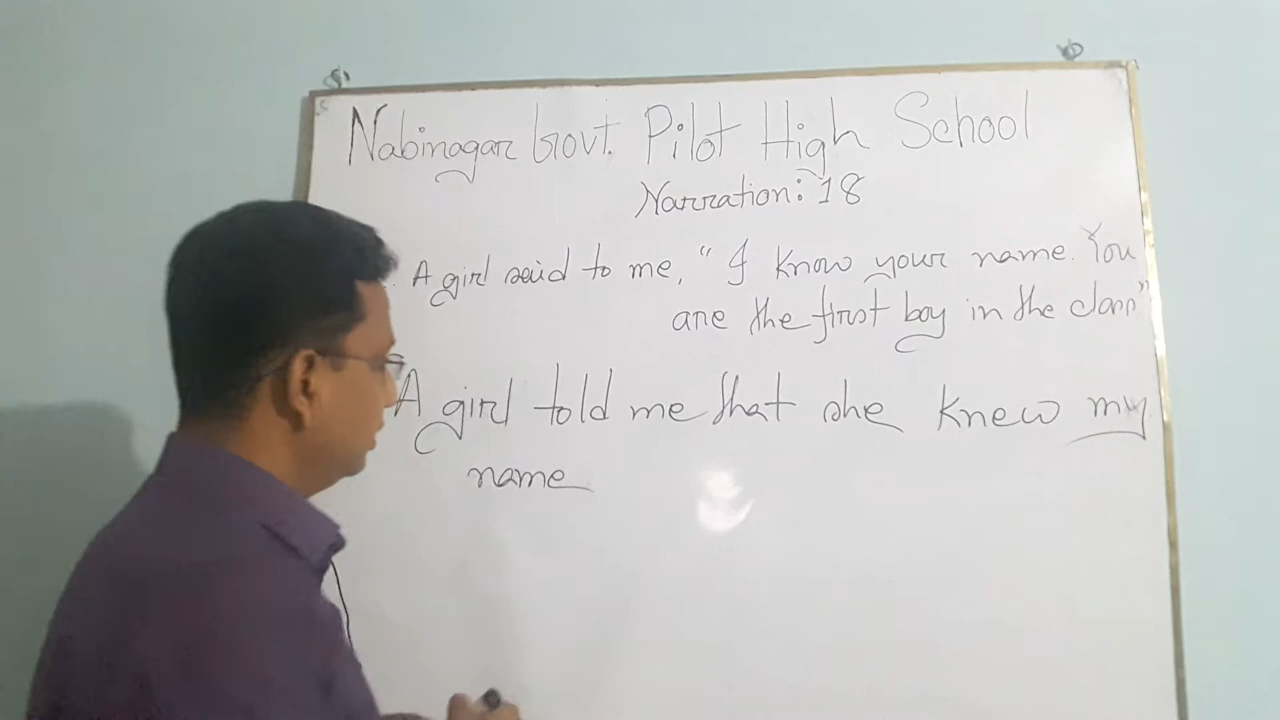 Nabinagar Govt. Pilot High School
Narration: 18
. A girl said to me, "I know your name. You
are the first boy in the class"
A girl told me that she knew my
name